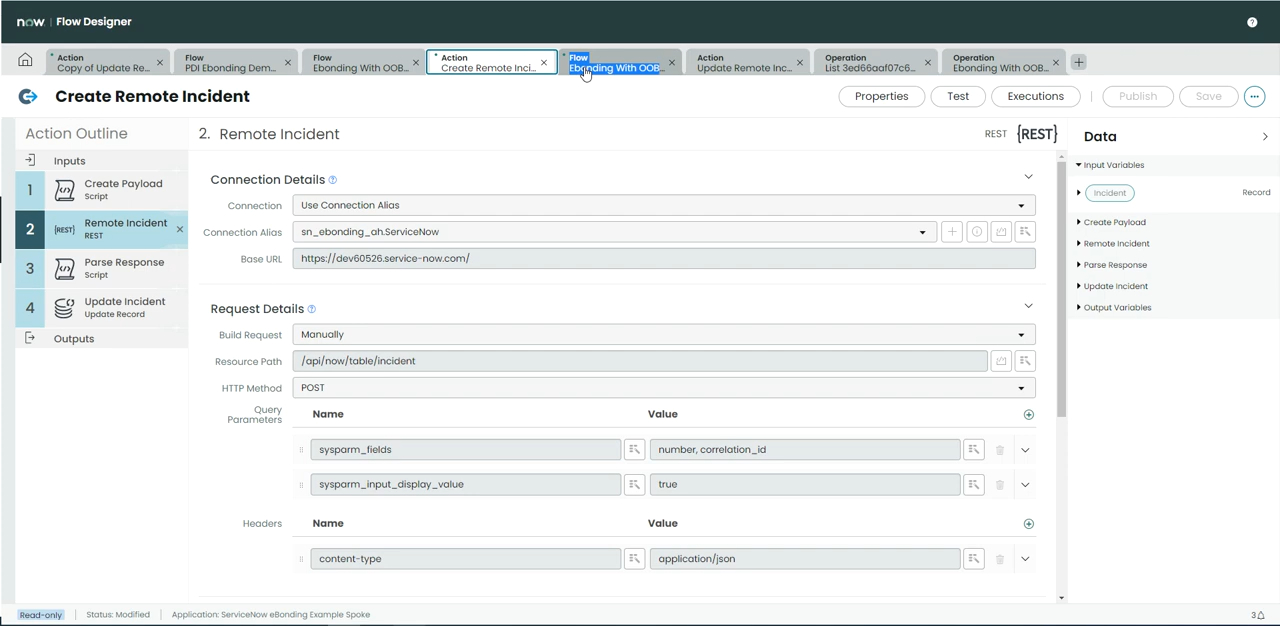 now Flow Designer
Action
Copy of Update Re...
Flow
PDI Ebonding Dem...
Flow
Ebonding With OOB...
Action
Create Remote Inci...
Flow
Ebonding With OOB...
Action
Update Remote Inc...
Operation
List 3ed66aaf07c6...
Operation
Ebonding With OOB...
Create Remote Incident
Properties
Test
Executions
Publish
Save
Action Outline
Inputs
1 Create Payload
Script
2 Remote Incident
{REST} REST
3 Parse Response
Script
4 Update Incident
Update Record
Outputs
2. Remote Incident
REST {REST}
Connection Details
Connection Use Connection Alias
Connection Alias sn_ebonding_ah.ServiceNow
Base URL https://dev60526.service-now.com/
Request Details
Build Request Manually
Resource Path /api/now/table/incident
HTTP Method POST
Query Parameters Name Value
sysparm_fields number, correlation_id
sysparm_input_display_value true
Headers Name Value
content-type application/json
Data
Input Variables
Incident Record
Create Payload
Remote Incident
Parse Response
Update Incident
Output Variables
Read-only Status: Modified Application: ServiceNow eBonding Example Spoke
3